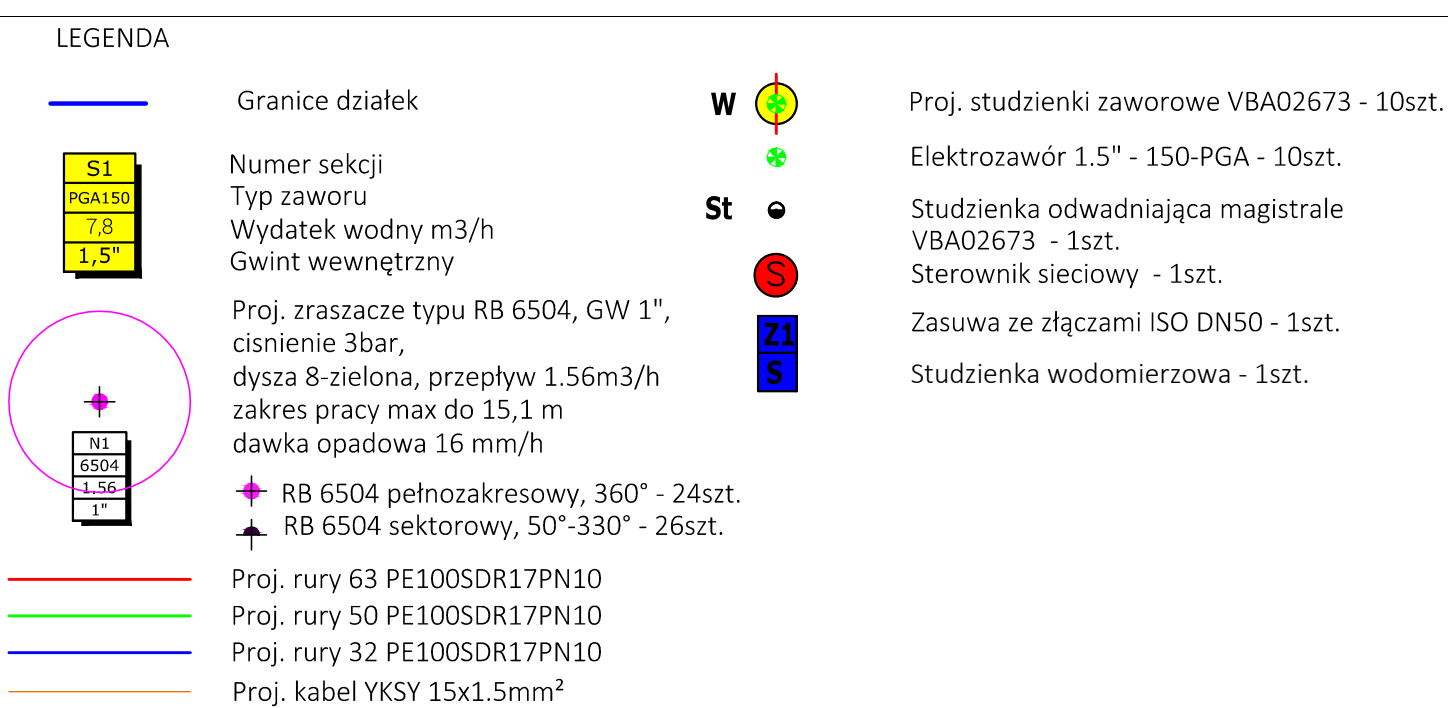 LEGENDA
Granice działek
S1
PGA150
7,8
1,5"
Numer sekcji
Typ zaworu
Wydatek wodny m3/h
Gwint wewnętrzny
Proj. zraszacze typu RB 6504, GW 1",
cisnienie 3bar,
dysza 8-zielona, przepływ 1.56m3/h
zakres pracy max do 15,1 m
dawka opadowa 16 mm/h
N1
6504
1.56
1"
RB 6504 pełnozakresowy, 360° - 24szt.
RB 6504 sektorowy, 50°-330° - 26szt.
Proj. rury 63 PE100SDR17PN10
Proj. rury 50 PE100SDR17PN10
Proj. rury 32 PE100SDR17PN10
Proj. kabel YKSY 15x1.5mm²
W Proj. studzienki zaworowe VBA02673 - 10szt.
Elektrozawór 1.5" - 150-PGA - 10szt.
St Studzienka odwadniająca magistrale
VBA02673 - 1szt.
S Sterownik sieciowy - 1szt.
Z1 Zasuwa ze złączami ISO DN50 - 1szt.
S Studzienka wodomierzowa - 1szt.